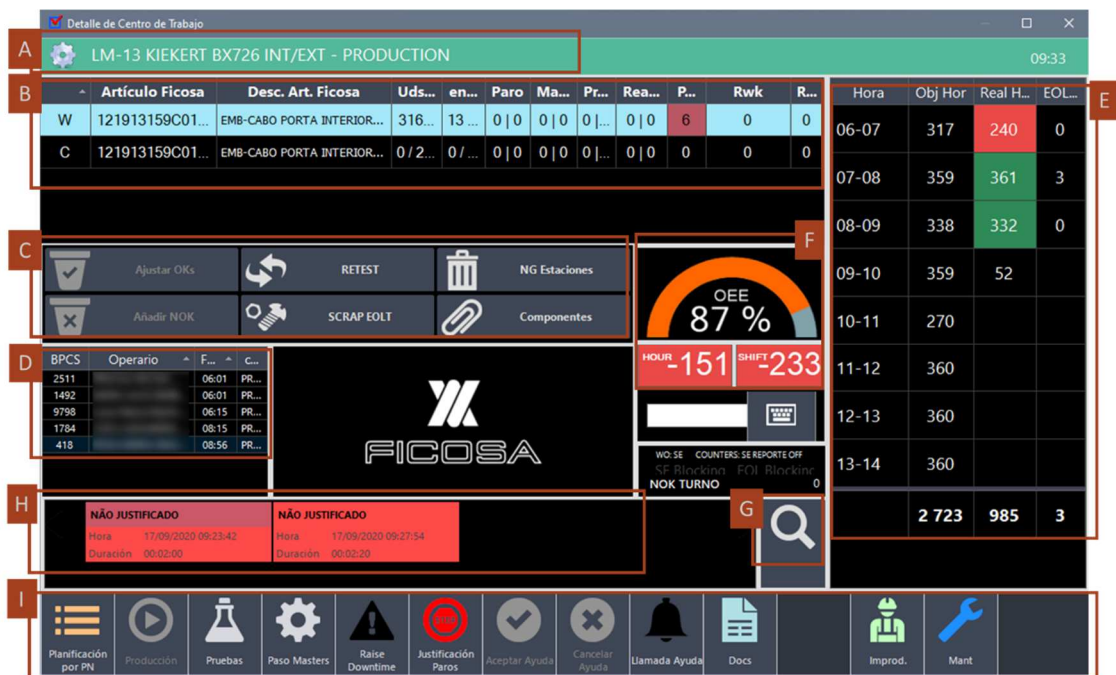 Detalle de Centro de Trabajo
A
LM-13 KIEKERT BX726 INT/EXT - PRODUCTION
09:33
B
Artículo Ficosa Desc. Art. Ficosa Uds... en... Paro Ma... Pr... Rea... P... Rwk R...
W 121913159C01... EMB-CABO PORTA INTERIOR... 316... 13 ... 0 | 0 0 | 0 0 |... 0 | 0 6 0 0
C 121913159C01... EMB-CABO PORTA INTERIOR... 0 / 2... 0 / ... 0 | 0 0 | 0 0 |... 0 | 0 0 0 0
E
Hora Obj Hor Real H... EOL...
06-07 317 240 0
07-08 359 361 3
08-09 338 332 0
09-10 359 52
10-11 270
11-12 360
12-13 360
13-14 360
2 723 985 3
C
Ajustar OKs RETEST NG Estaciones
Añadir NOK SCRAP EOLT Componentes
F
OEE
87 %
HOUR -151 SHIFT -233
D
BPCS Operario F... c...
2511 06:01 PR...
1492 06:01 PR...
9798 06:15 PR...
1784 08:15 PR...
418 08:56 PR...
FICOSA
WO: SE COUNTERS: SE REPORTE OFF
SF Blocking EOL Blocking
NOK TURNO 0
H
NÃO JUSTIFICADO NÃO JUSTIFICADO
Hora 17/09/2020 09:23:42 Hora 17/09/2020 09:27:54
Duración 00:02:00 Duración 00:02:20
G
I
Planificación por PN
Producción
Pruebas
Paso Masters
Raise Downtime
Justificación Paros
Aceptar Ayuda
Cancelar Ayuda
Llamada Ayuda
Docs
Improd.
Mant